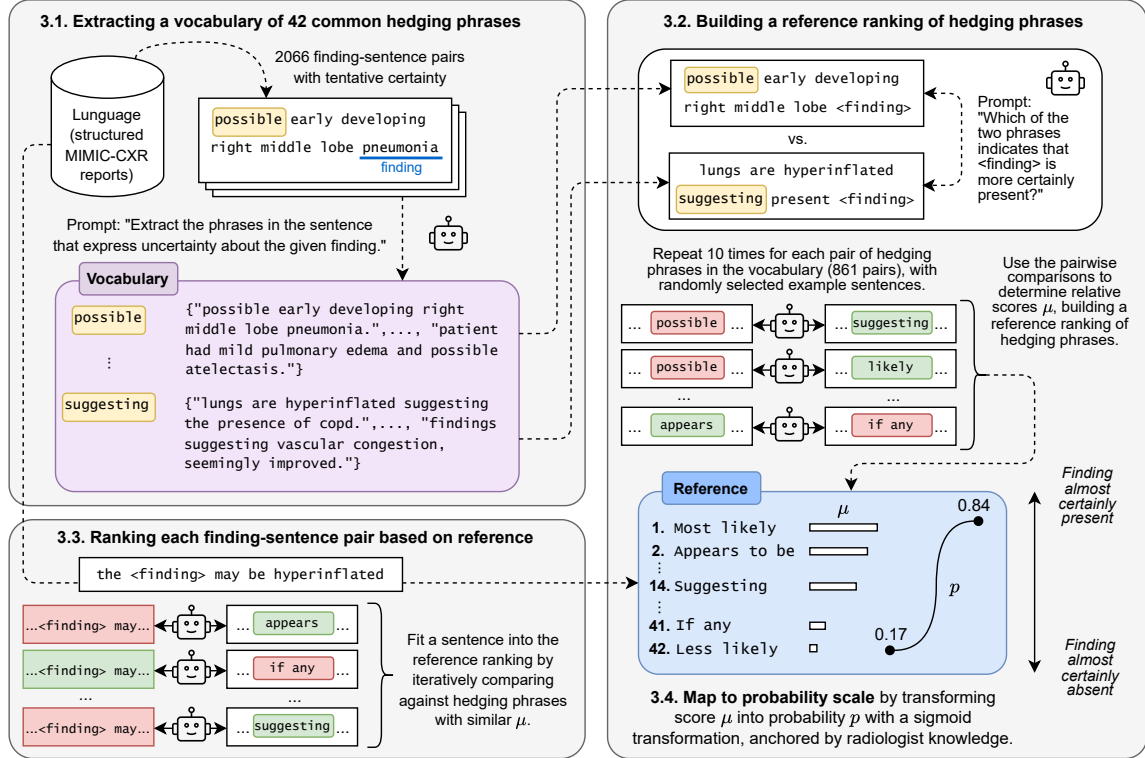 3.1. Extracting a vocabulary of 42 common hedging phrases
2066 finding-sentence pairs
with tentative certainty
Lunguage
(structured
MIMIC-CXR
reports)
possible early developing
right middle lobe pneumonia
finding
Prompt: "Extract the phrases in the sentence
that express uncertainty about the given finding."
Vocabulary
possible
{"possible early developing right
middle lobe pneumonia.",..., "patient
had mild pulmonary edema and possible
atelectasis."}
⋮
suggesting
{"lungs are hyperinflated suggesting
the presence of copd.",..., "findings
suggesting vascular congestion,
seemingly improved."}
3.2. Building a reference ranking of hedging phrases
possible early developing
right middle lobe <finding>
vs.
lungs are hyperinflated
suggesting present <finding>
Prompt:
"Which of the
two phrases
indicates that
<finding> is
more certainly
present?"
Repeat 10 times for each pair of hedging
phrases in the vocabulary (861 pairs), with
randomly selected example sentences.
... possible ... ... suggesting ...
... possible ... ... likely ...
... ...
... appears ... ... if any ...
Use the pairwise
comparisons to
determine relative
scores μ, building a
reference ranking of
hedging phrases.
Reference
μ
1. Most likely
2. Appears to be
⋮
14. Suggesting
⋮
41. If any
42. Less likely
0.84
p
0.17
Finding
almost
certainly
present
Finding
almost
certainly
absent
3.4. Map to probability scale by transforming
score μ into probability p with a sigmoid
transformation, anchored by radiologist knowledge.
3.3. Ranking each finding-sentence pair based on reference
the <finding> may be hyperinflated
...<finding> may... ... appears ...
...<finding> may... ... if any ...
... ...
...<finding> may... ... suggesting ...
Fit a sentence into the
reference ranking by
iteratively comparing
against hedging phrases
with similar μ.